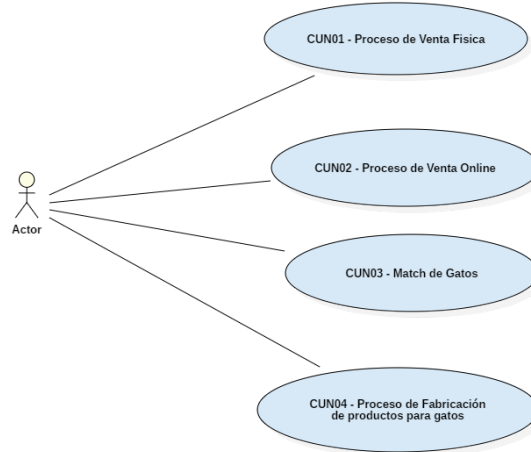 CUN01 - Proceso de Venta Fisica
CUN02 - Proceso de Venta Online
Actor
CUN03 - Match de Gatos
CUN04 - Proceso de Fabricación
de productos para gatos